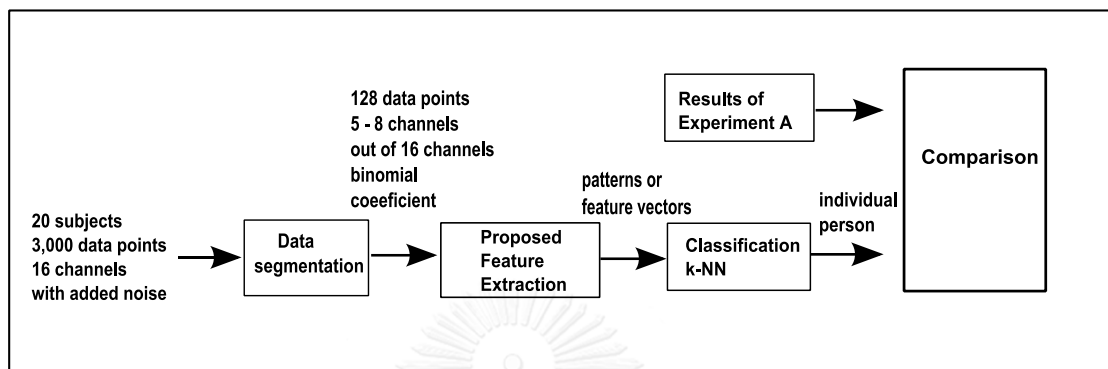 20 subjects
3,000 data points
16 channels
with added noise
Data
segmentation
128 data points
5 - 8 channels
out of 16 channels
binomial
coeeficient
Proposed
Feature
Extraction
patterns or
feature vectors
Classification
k-NN
individual
person
Results of
Experiment A
Comparison